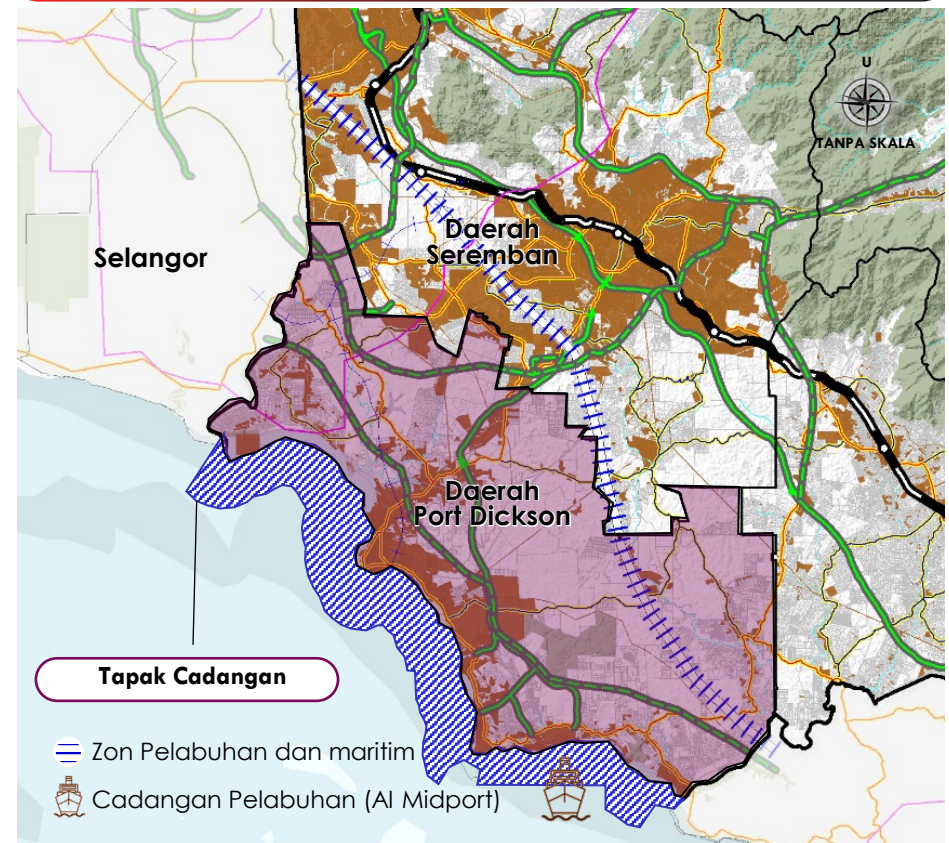 U
TANPA SKALA
Selangor
Daerah
Seremban
Daerah
Port Dickson
Tapak Cadangan
Zon Pelabuhan dan maritim
Cadangan Pelabuhan (AI Midport)